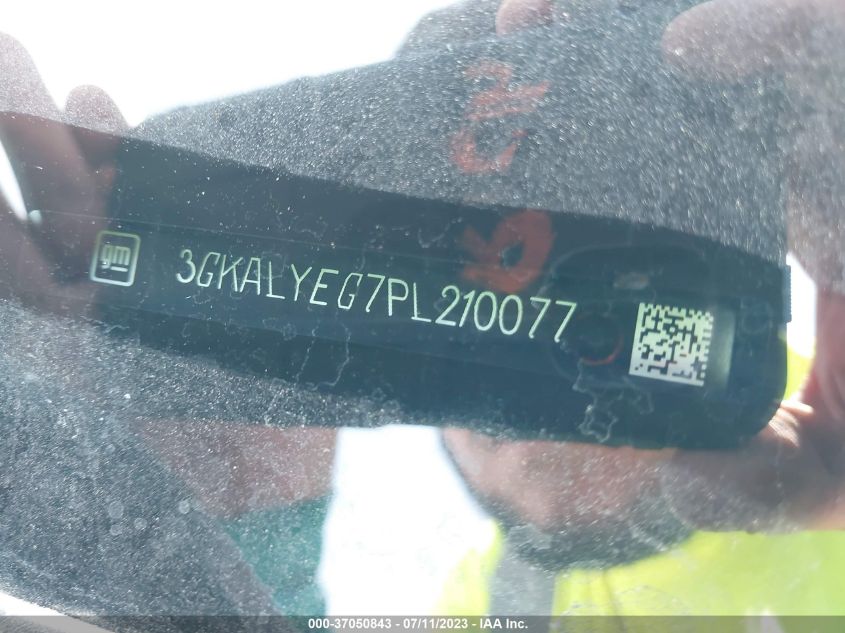 gm
3GKALYEG7PL210077
000-37050843 - 07/11/2023 - IAA Inc.